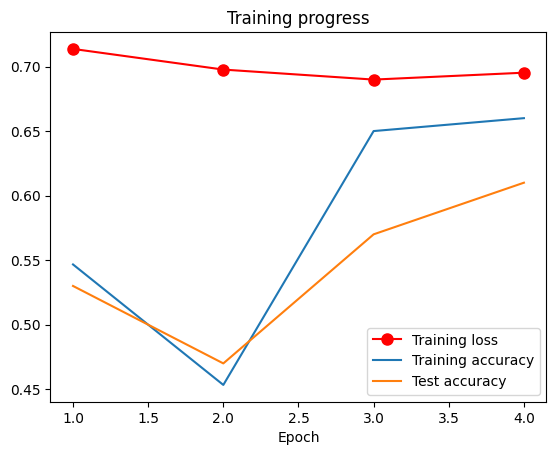 Training progress
0.70
0.65
0.60
0.55
0.50
0.45
Training loss
Training accuracy
Test accuracy
1.0 1.5 2.0 2.5 3.0 3.5 4.0
Epoch